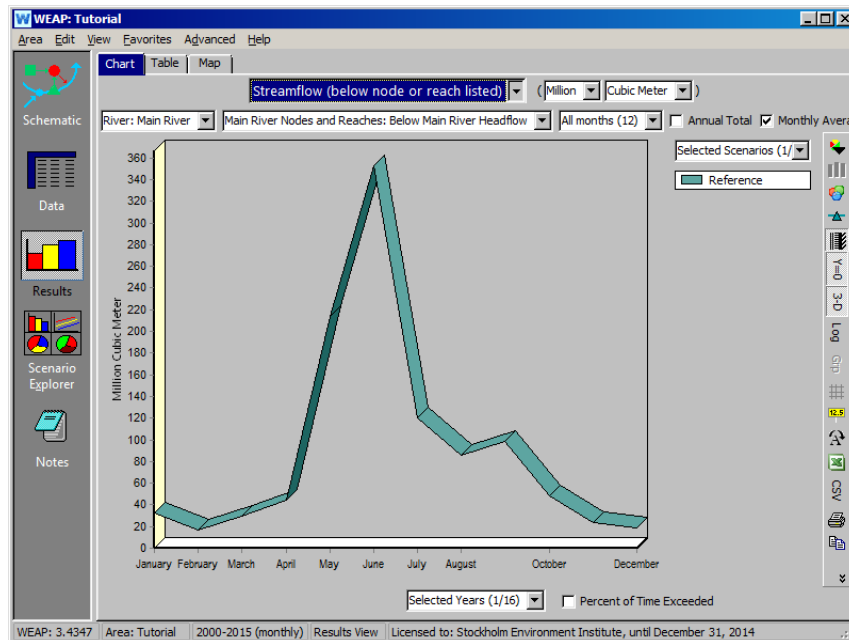 WEAP: Tutorial
Area Edit View Favorites Advanced Help
Chart Table Map
Streamflow (below node or reach listed) ( Million Cubic Meter )
River: Main River Main River Nodes and Reaches: Below Main River Headflow All months (12) Annual Total Monthly Avera
Selected Scenarios (1/
Reference
Schematic
Data
Results
Scenario
Explorer
Notes
Million Cubic Meter
360
340
320
300
280
260
240
220
200
180
160
140
120
100
80
60
40
20
0
January February March April May June July August October December
Y=0
3-D
Log
Grp
12.5
A
CSV
Selected Years (1/16) Percent of Time Exceeded
WEAP: 3.4347 Area: Tutorial 2000-2015 (monthly) Results View Licensed to: Stockholm Environment Institute, until December 31, 2014